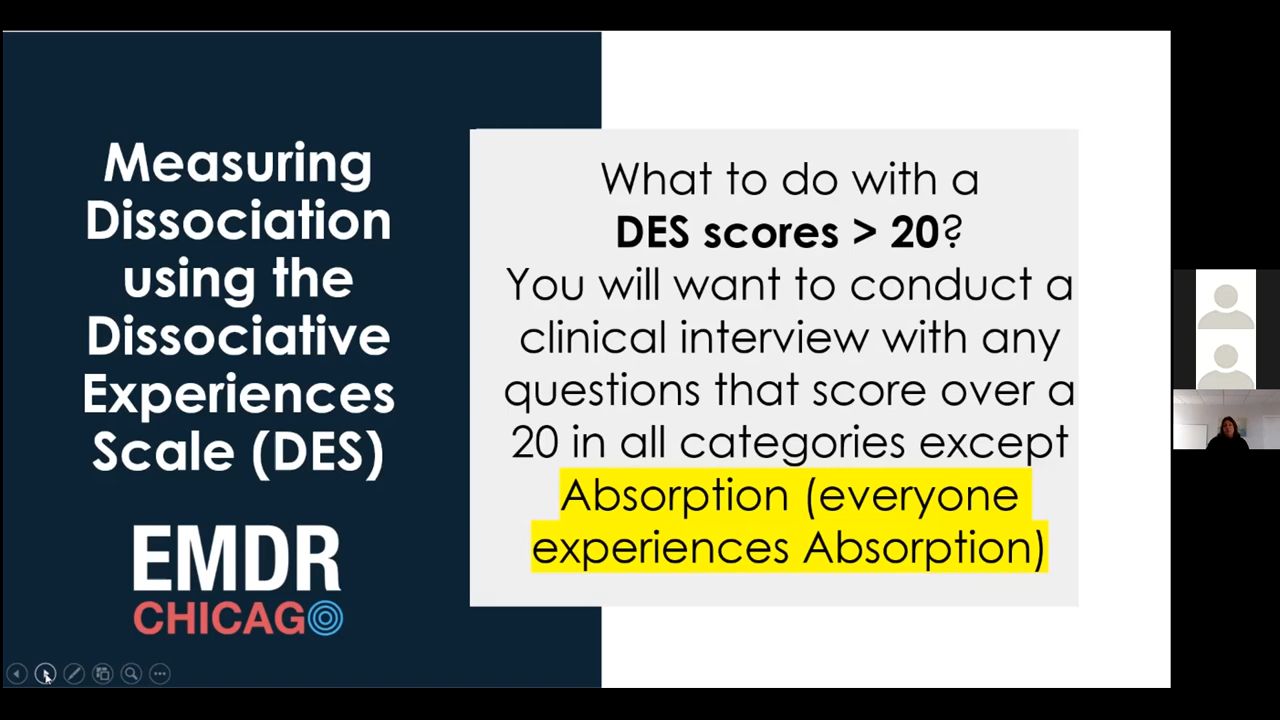 Measuring
Dissociation
using the
Dissociative
Experiences
Scale (DES)
EMDR
CHICAGO
What to do with a
DES scores > 20?
You will want to conduct a
clinical interview with any
questions that score over a
20 in all categories except
Absorption (everyone
experiences Absorption)